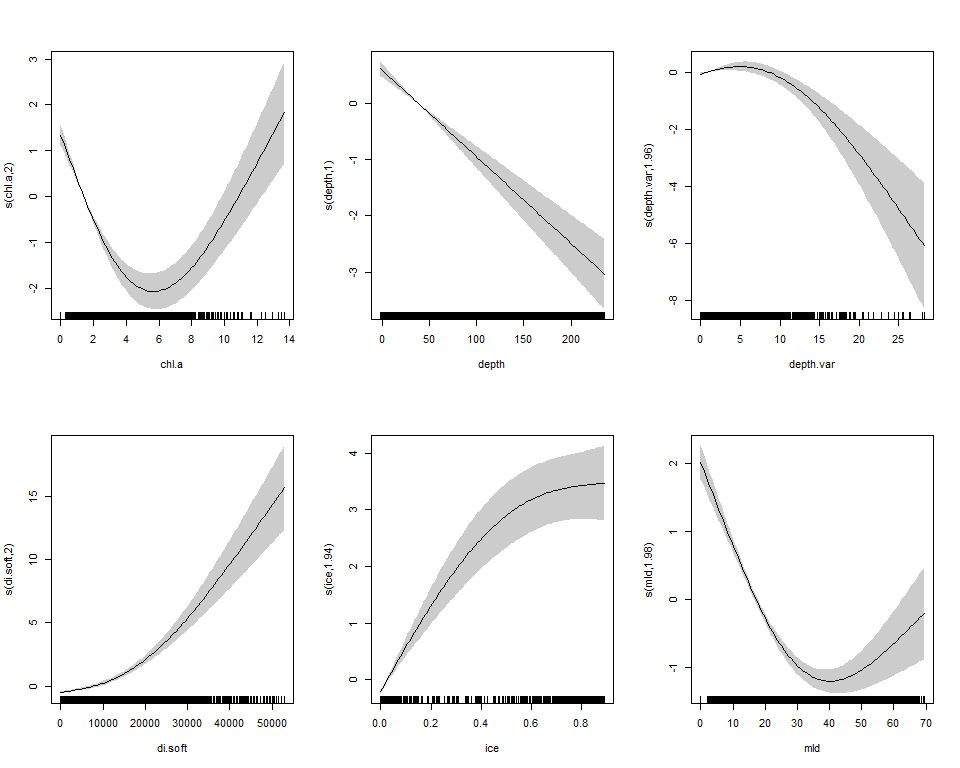 s(chl.a,2)
3
2
1
0
-1
-2
0 2 4 6 8 10 12 14
chl.a
s(depth,1)
0
-1
-2
-3
0 50 100 150 200
depth
s(depth.var,1.96)
0
-2
-4
-6
-8
0 5 10 15 20 25
depth.var
s(di.soft,2)
15
10
5
0
0 10000 20000 30000 40000 50000
di.soft
s(ice,1.94)
4
3
2
1
0
0.0 0.2 0.4 0.6 0.8
ice
s(mld,1.98)
2
1
0
-1
0 10 20 30 40 50 60 70
mld